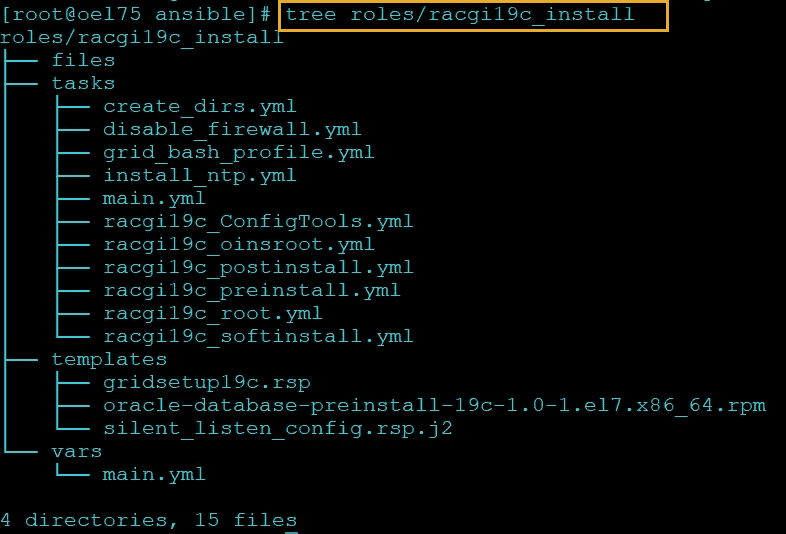 [root@oel75 ansible]# tree roles/racgi19c_install
roles/racgi19c_install
├── files
├── tasks
│   ├── create_dirs.yml
│   ├── disable_firewall.yml
│   ├── grid_bash_profile.yml
│   ├── install_ntp.yml
│   ├── main.yml
│   ├── racgi19c_ConfigTools.yml
│   ├── racgi19c_oinsroot.yml
│   ├── racgi19c_postinstall.yml
│   ├── racgi19c_preinstall.yml
│   ├── racgi19c_root.yml
│   └── racgi19c_softinstall.yml
├── templates
│   ├── gridsetup19c.rsp
│   ├── oracle-database-preinstall-19c-1.0-1.el7.x86_64.rpm
│   └── silent_listen_config.rsp.j2
└── vars
    └── main.yml

4 directories, 15 files